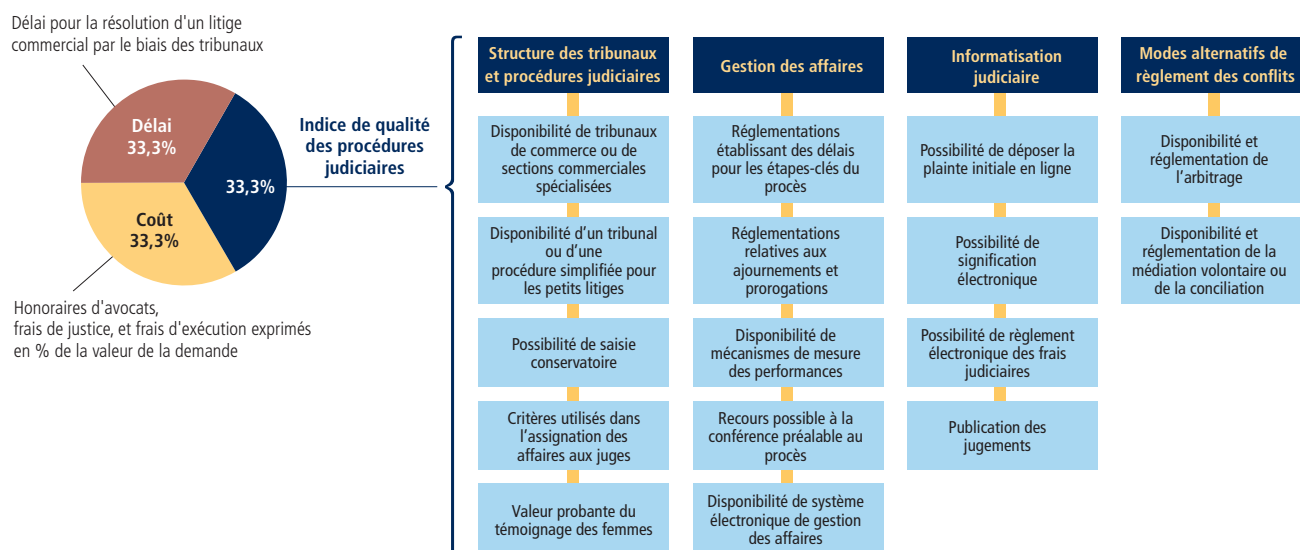 Délai pour la résolution d'un litige
commercial par le biais des tribunaux
Délai
33,3%
33,3%
Coût
33,3%
Honoraires d'avocats,
frais de justice, et frais d'exécution exprimés
en % de la valeur de la demande
Indice de qualité
des procédures
judiciaires
Structure des tribunaux
et procédures judiciaires
Disponibilité de tribunaux
de commerce ou de
sections commerciales
spécialisées
Disponibilité d’un tribunal
ou d’une
procédure simplifiée pour
les petits litiges
Possibilité de saisie
conservatoire
Critères utilisés dans
l’assignation des
affaires aux juges
Valeur probante du
témoignage des femmes
Gestion des affaires
Réglementations
établissant des délais
pour les étapes-clés du
procès
Réglementations
relatives aux
ajournements et
prorogations
Disponibilité de
mécanismes de mesure
des performances
Recours possible à la
conférence préalable au
procès
Disponibilité de système
électronique de gestion
des affaires
Informatisation
judiciaire
Possibilité de déposer la
plainte initiale en ligne
Possibilité de
signification
électronique
Possibilité de règlement
électronique des frais
judiciaires
Publication des
jugements
Modes alternatifs de
règlement des conflits
Disponibilité et
réglementation de
l’arbitrage
Disponibilité et
réglementation de la
médiation volontaire ou
de la conciliation